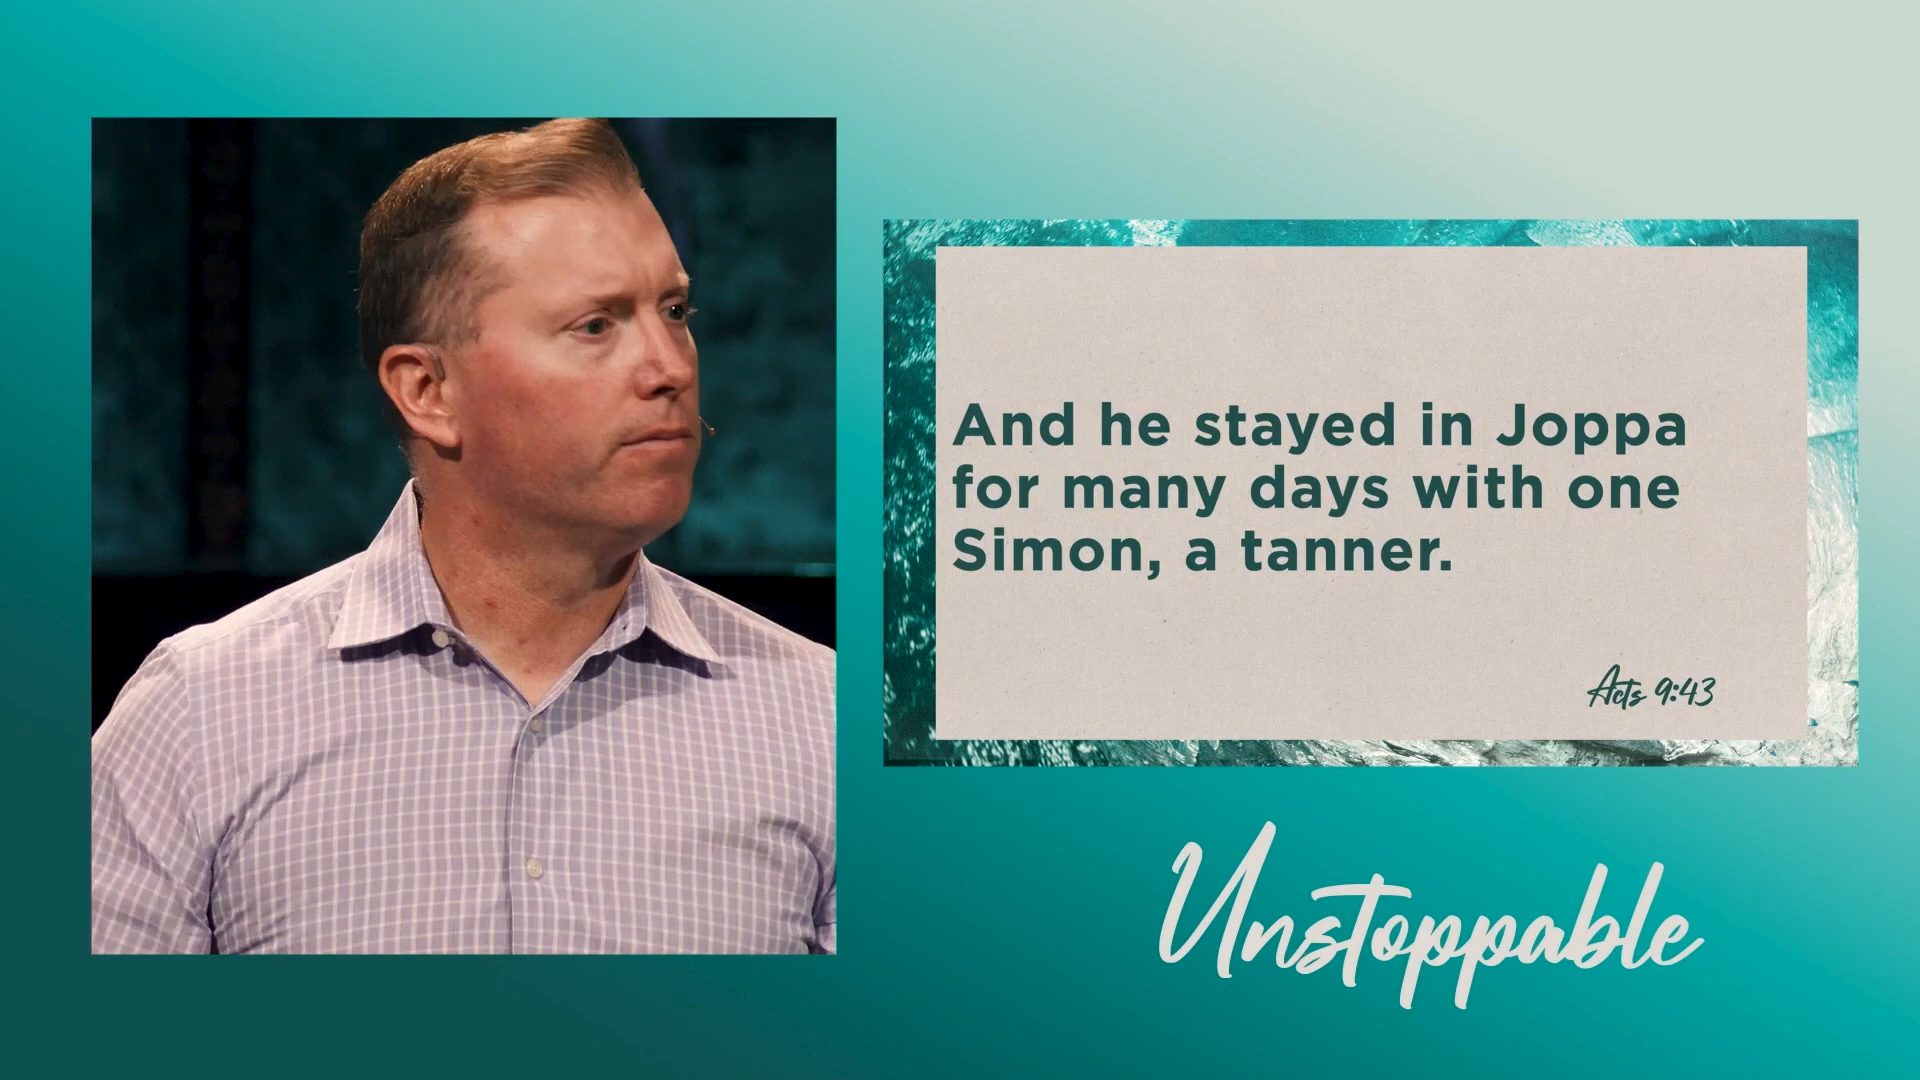 And he stayed in Joppa
for many days with one
Simon, a tanner.
Acts 9:43
Unstoppable